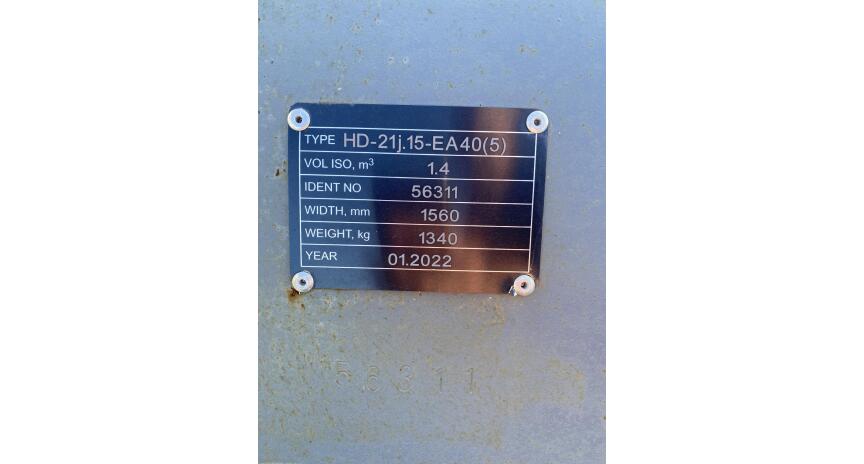 TYPE HD-21j.15-EA40(5)
VOL ISO, m³ 1.4
IDENT NO 56311
WIDTH, mm 1560
WEIGHT, kg 1340
YEAR 01.2022
56311